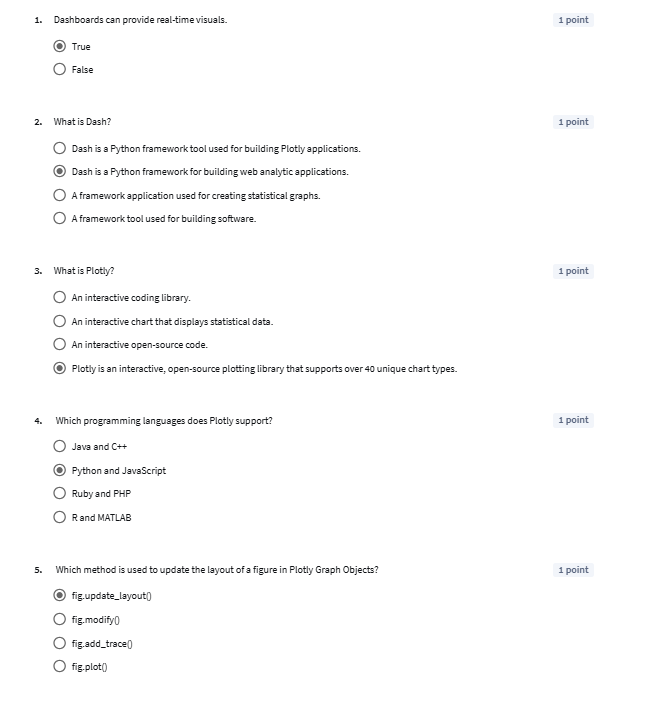 1. Dashboards can provide real-time visuals. 1 point
True
False
2. What is Dash? 1 point
Dash is a Python framework tool used for building Plotly applications.
Dash is a Python framework for building web analytic applications.
A framework application used for creating statistical graphs.
A framework tool used for building software.
3. What is Plotly? 1 point
An interactive coding library.
An interactive chart that displays statistical data.
An interactive open-source code.
Plotly is an interactive, open-source plotting library that supports over 40 unique chart types.
4. Which programming languages does Plotly support? 1 point
Java and C++
Python and JavaScript
Ruby and PHP
R and MATLAB
5. Which method is used to update the layout of a figure in Plotly Graph Objects? 1 point
fig.update_layout()
fig.modify()
fig.add_trace()
fig.plot()